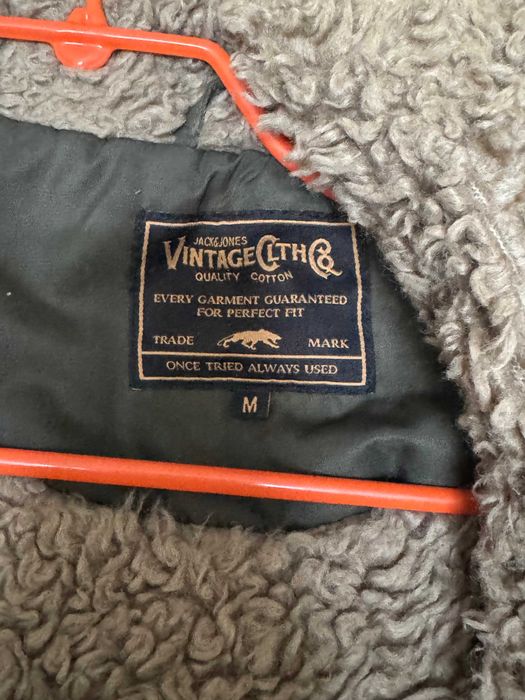 JACK&JONES
VINTAGE CLTH Co
QUALITY COTTON
EVERY GARMENT GUARANTEED
FOR PERFECT FIT
TRADE MARK
ONCE TRIED ALWAYS USED
M